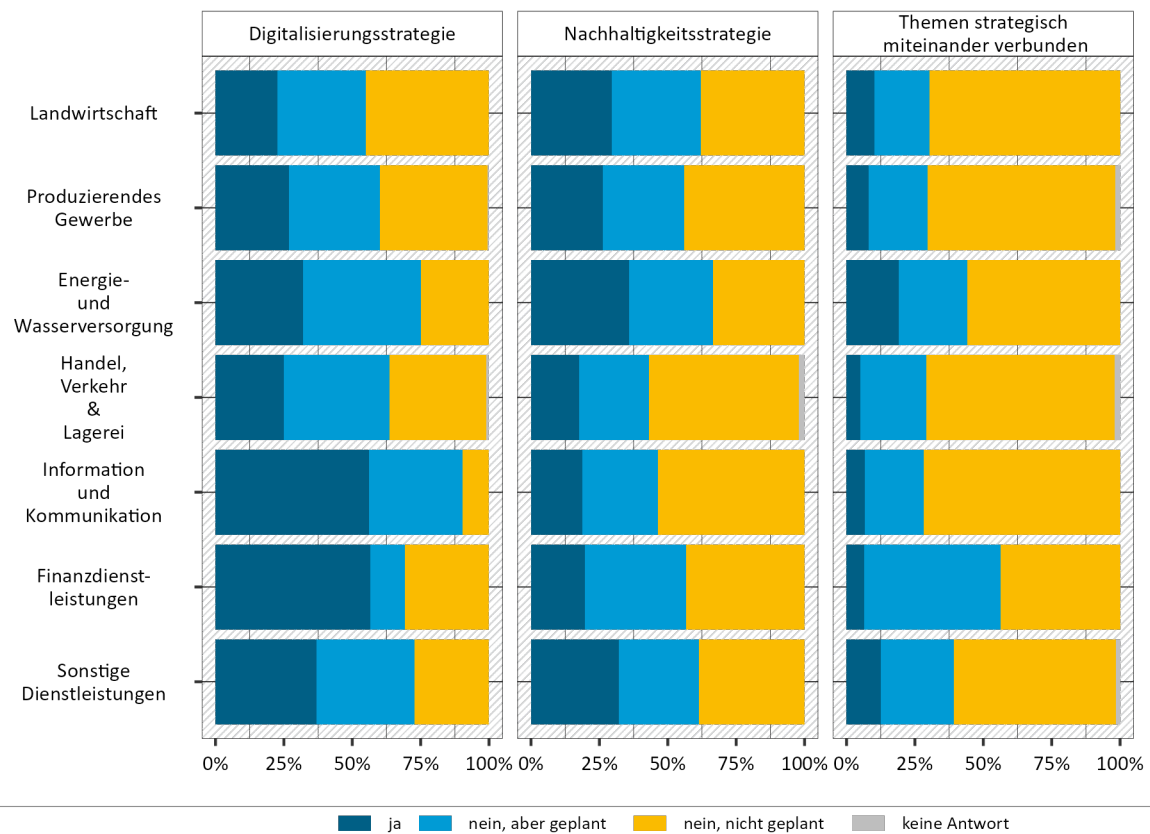 Digitalisierungsstrategie
Nachhaltigkeitsstrategie
Themen strategisch
miteinander verbunden
Landwirtschaft
Produzierendes
Gewerbe
Energie-
und
Wasserversorgung
Handel,
Verkehr
&
Lagerei
Information
und
Kommunikation
Finanzdienst-
leistungen
Sonstige
Dienstleistungen
0% 25% 50% 75% 100% 0% 25% 50% 75% 100% 0% 25% 50% 75% 100%
ja nein, aber geplant nein, nicht geplant keine Antwort